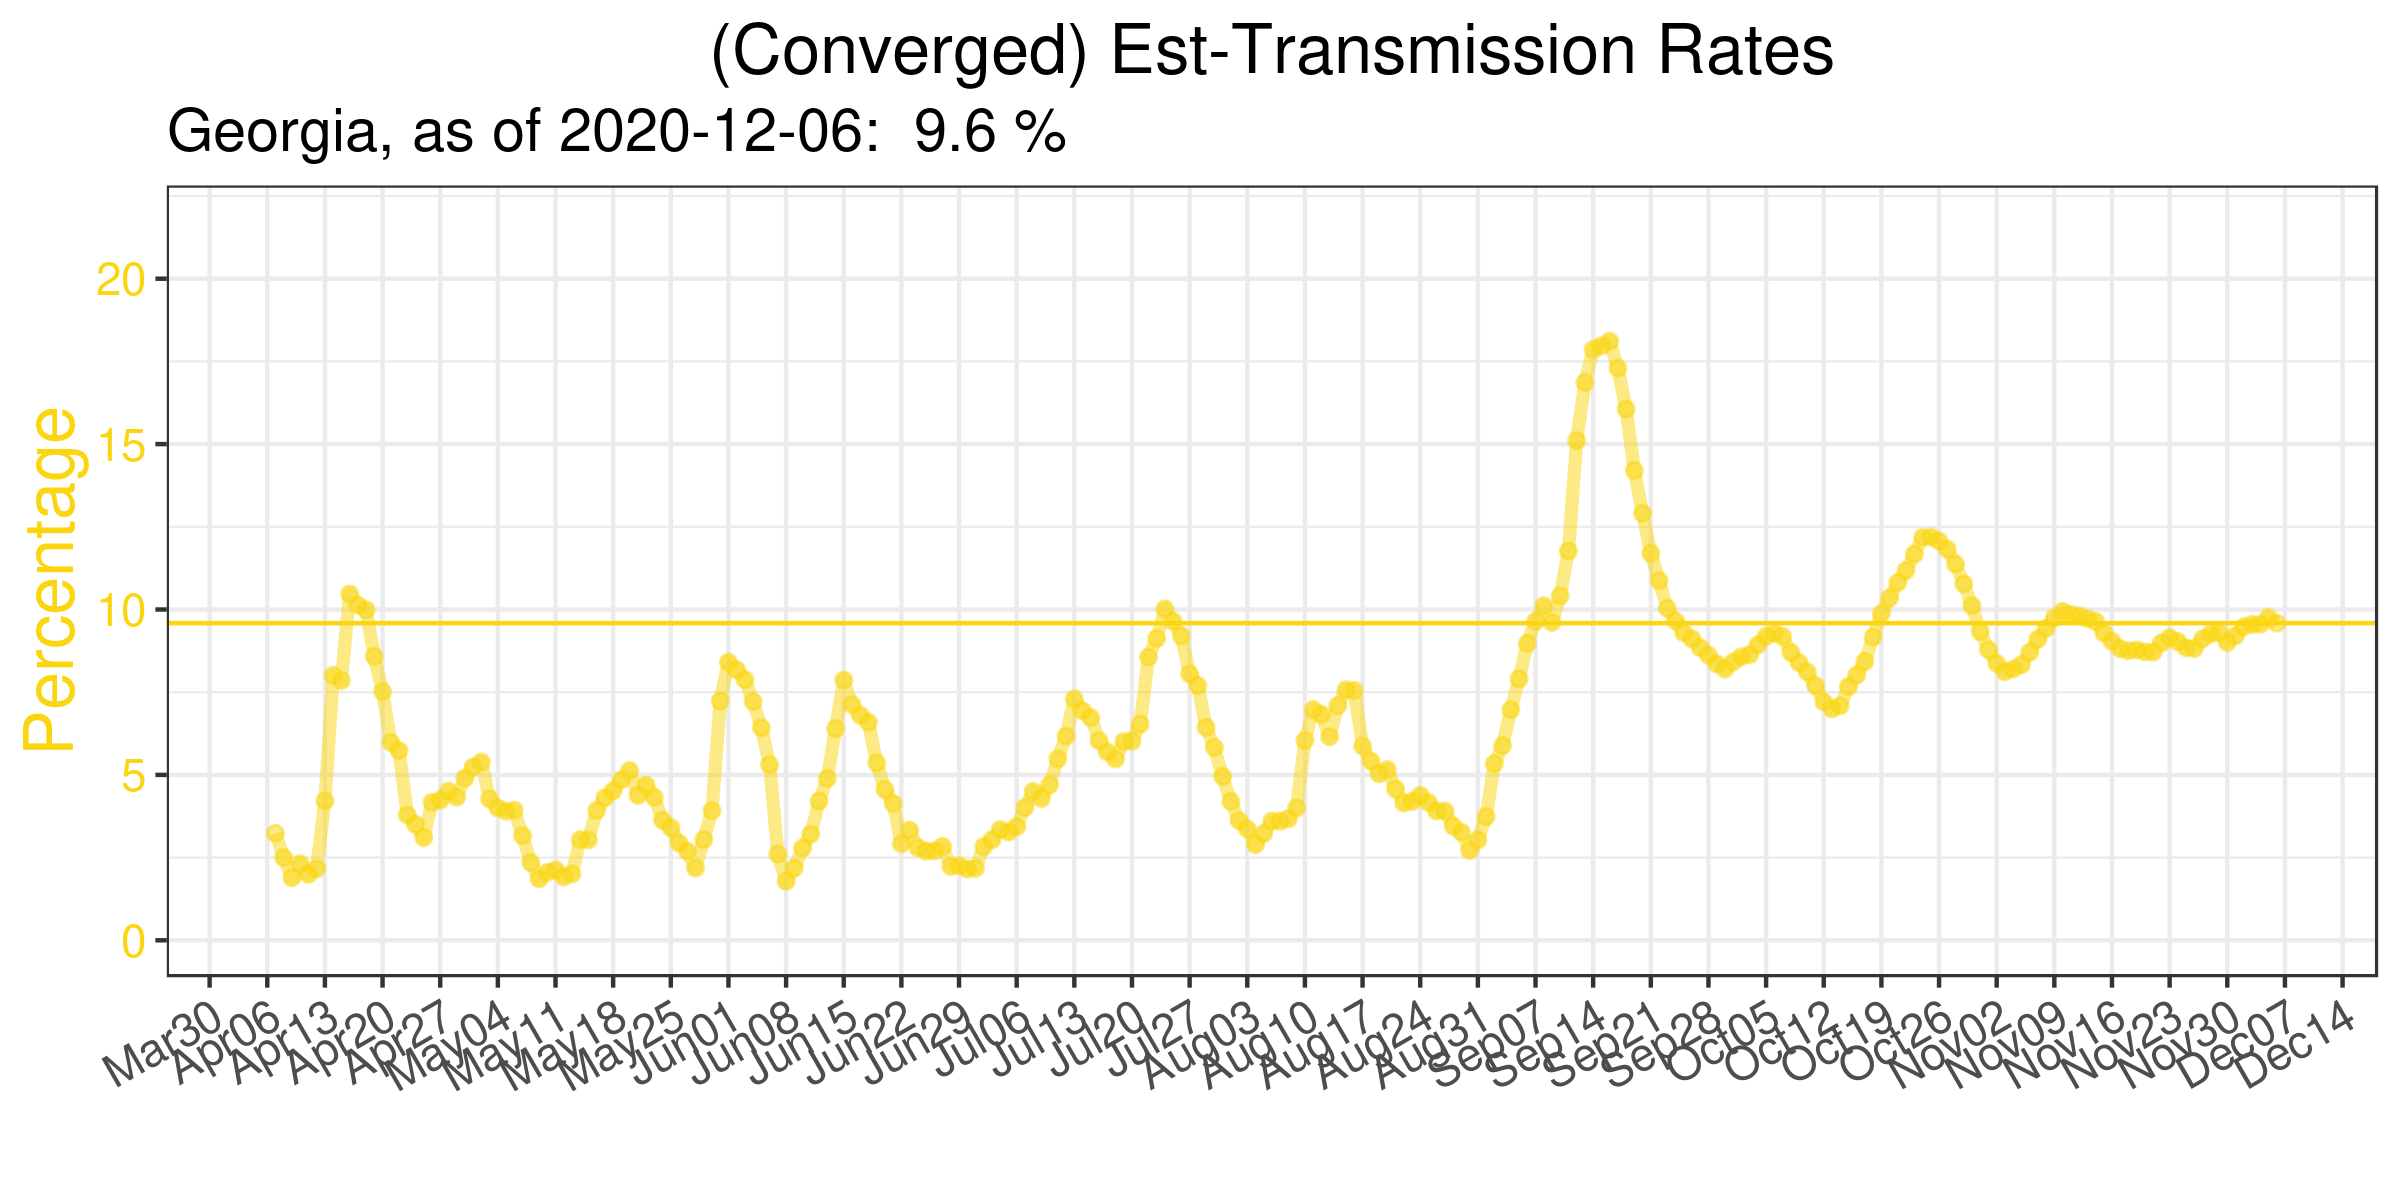 (Converged) Est-Transmission Rates
Georgia, as of 2020-12-06:  9.6 %
Percentage
20
15
10
5
0
Mar30
Apr06
Apr13
Apr20
Apr27
May04
May11
May18
May25
Jun01
Jun08
Jun15
Jun22
Jun29
Jul06
Jul13
Jul20
Jul27
Aug03
Aug10
Aug17
Aug24
Aug31
Sep07
Sep14
Sep21
Sep28
Oct05
Oct12
Oct19
Oct26
Nov02
Nov09
Nov16
Nov23
Nov30
Dec07
Dec14